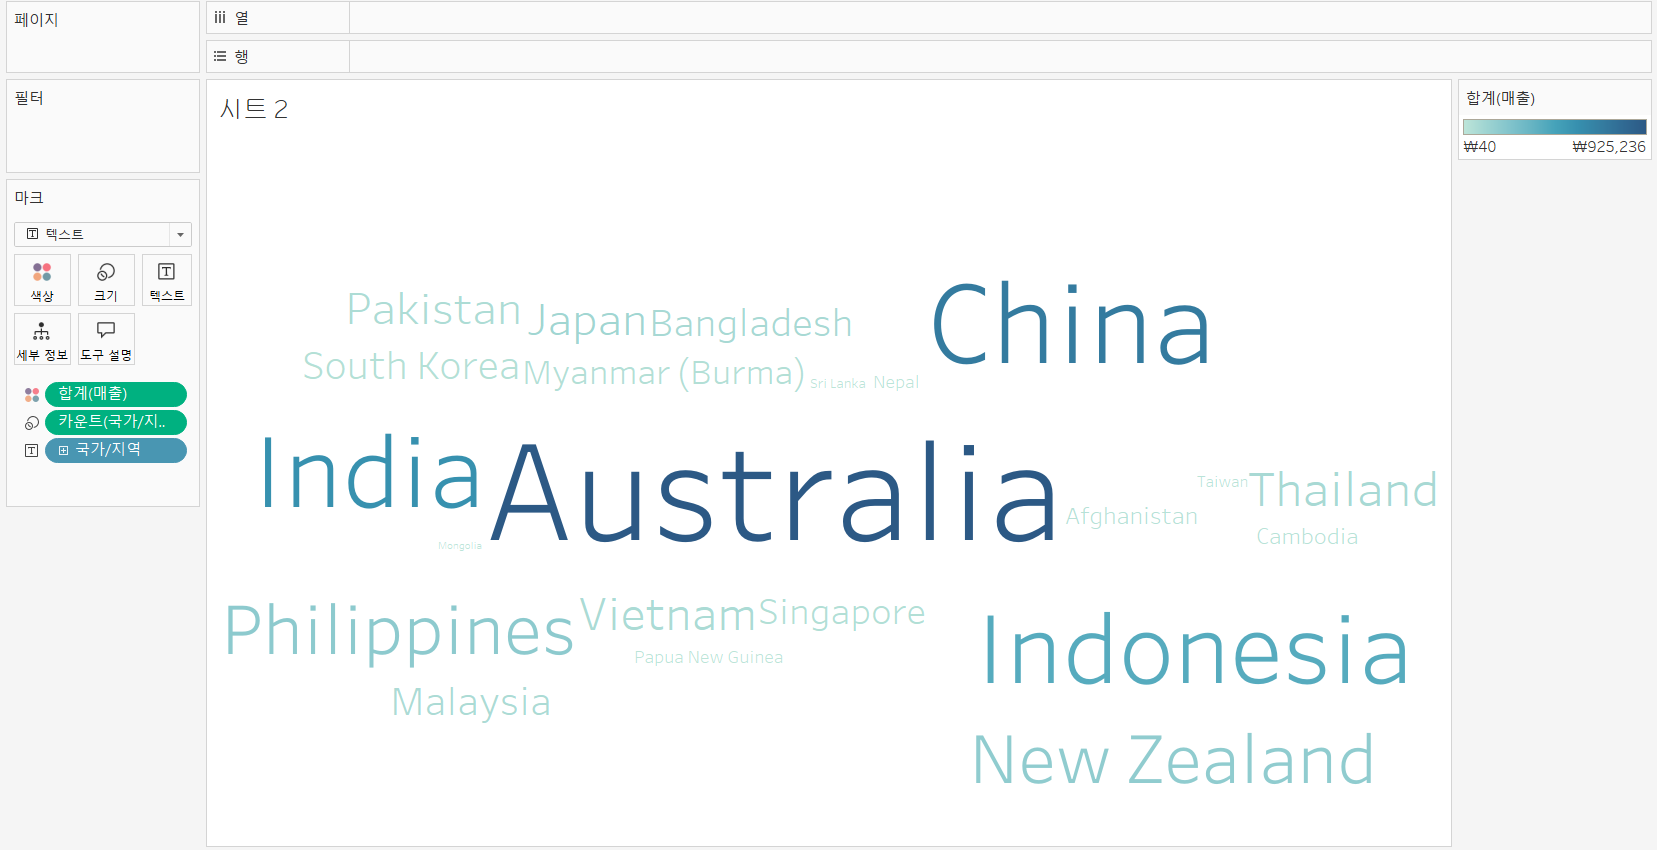 페이지
열
행
필터
마크
텍스트
색상
크기
텍스트
세부 정보
도구 설명
합계(매출)
카운트(국가/지..
국가/지역
시트 2
China
Pakistan
Japan
Bangladesh
South Korea
Myanmar (Burma)
Sri Lanka
Nepal
India
Australia
Taiwan
Thailand
Afghanistan
Cambodia
Mongolia
Philippines
Vietnam
Singapore
Indonesia
Papua New Guinea
Malaysia
New Zealand
합계(매출)
₩40 ₩925,236